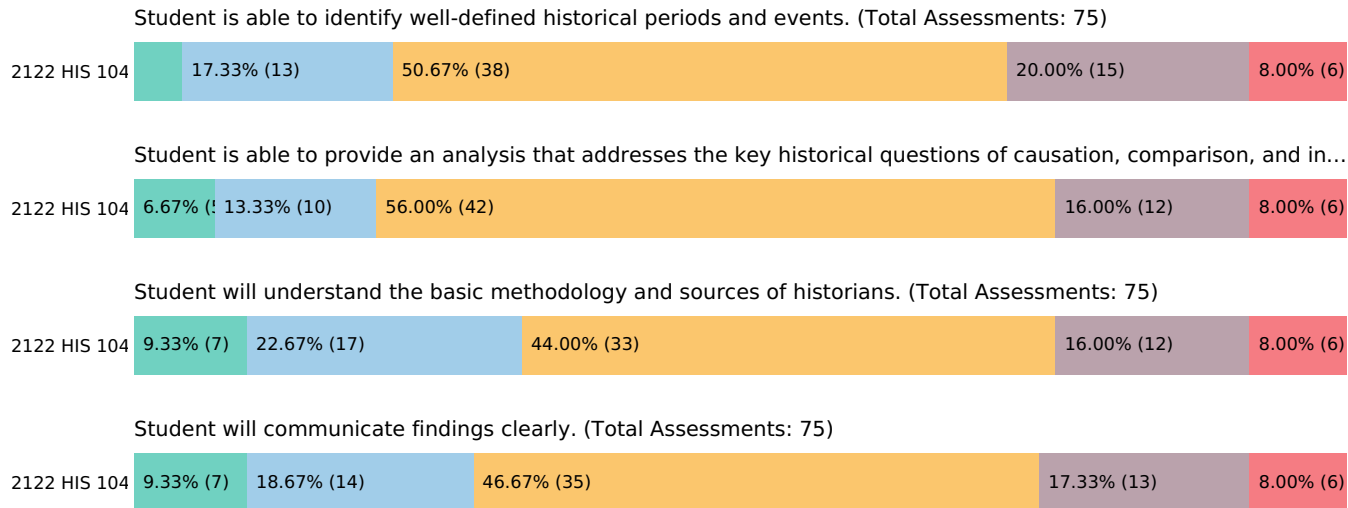 Student is able to identify well-defined historical periods and events. (Total Assessments: 75)
2122 HIS 104 17.33% (13) 50.67% (38) 20.00% (15) 8.00% (6)
Student is able to provide an analysis that addresses the key historical questions of causation, comparison, and in...
2122 HIS 104 6.67% 13.33% (10) 56.00% (42) 16.00% (12) 8.00% (6)
Student will understand the basic methodology and sources of historians. (Total Assessments: 75)
2122 HIS 104 9.33% (7) 22.67% (17) 44.00% (33) 16.00% (12) 8.00% (6)
Student will communicate findings clearly. (Total Assessments: 75)
2122 HIS 104 9.33% (7) 18.67% (14) 46.67% (35) 17.33% (13) 8.00% (6)